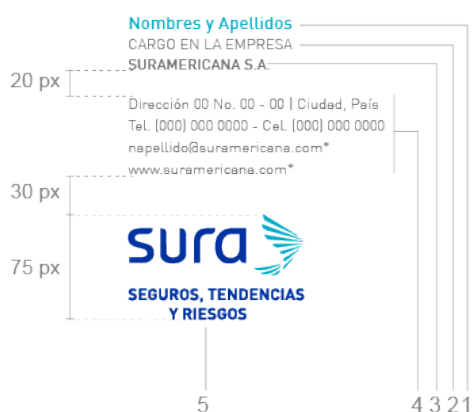 Nombres y Apellidos
CARGO EN LA EMPRESA
SURAMERICANA S.A.
20 px
Dirección 00 No. 00 - 00 | Ciudad, País
Tel. (000) 000 0000 - Cel. (000) 000 0000
napellido@suramericana.com*
www.suramericana.com*
30 px
75 px
sura
SEGUROS, TENDENCIAS
Y RIESGOS
5
4 3 2 1